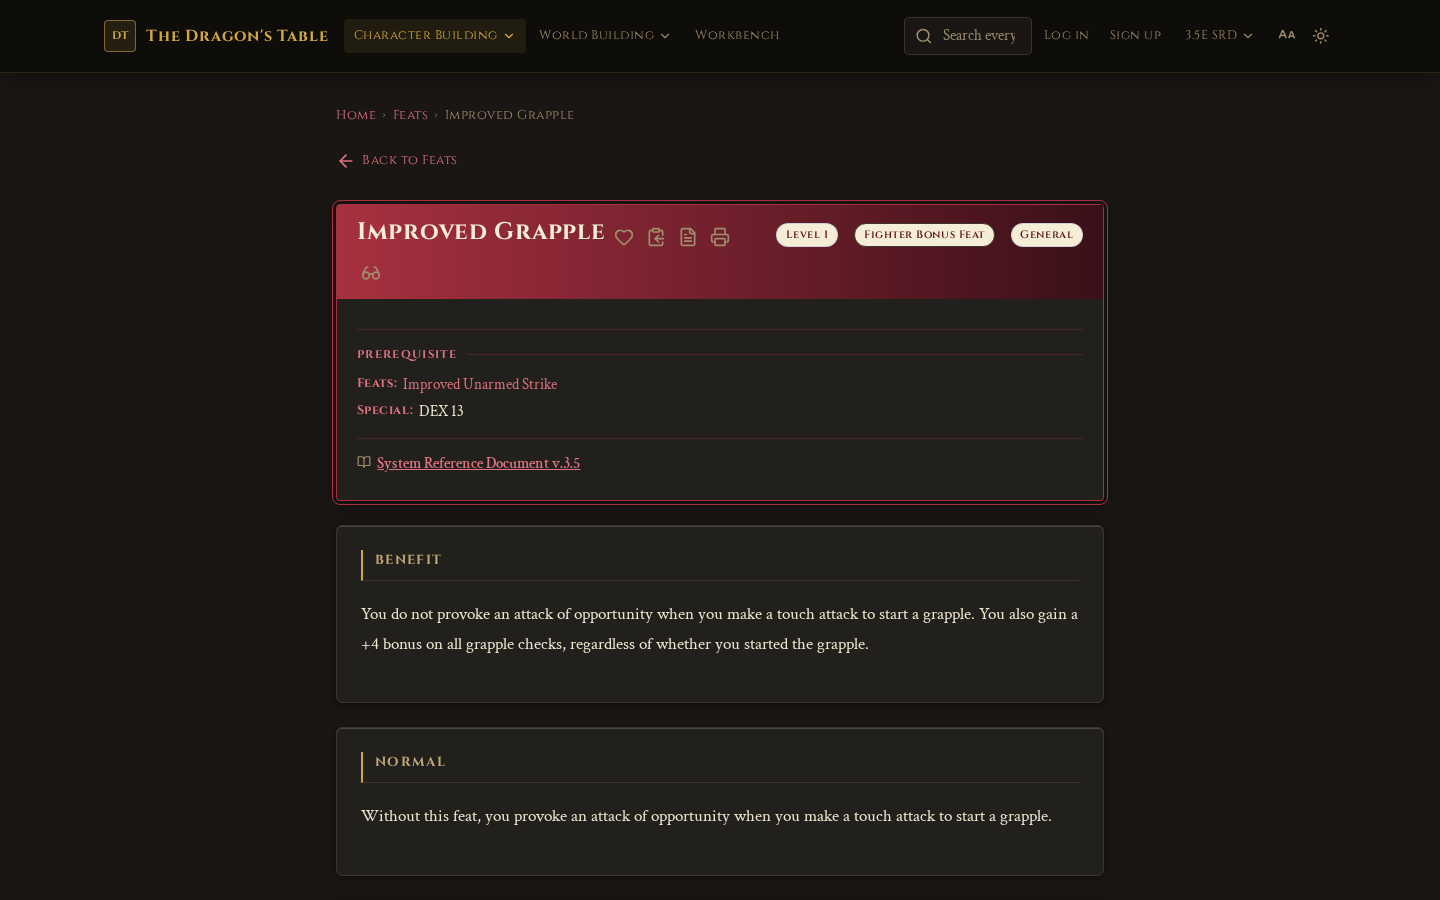 DT The Dragon's Table Character Building World Building Workbench Search every Log in Sign up 3.5E SRD AA
Home › Feats › Improved Grapple
Back to Feats
Improved Grapple Level 1 Fighter Bonus Feat General
PREREQUISITE
Feats: Improved Unarmed Strike
Special: DEX 13
System Reference Document v.3.5
BENEFIT
You do not provoke an attack of opportunity when you make a touch attack to start a grapple. You also gain a
+4 bonus on all grapple checks, regardless of whether you started the grapple.
NORMAL
Without this feat, you provoke an attack of opportunity when you make a touch attack to start a grapple.